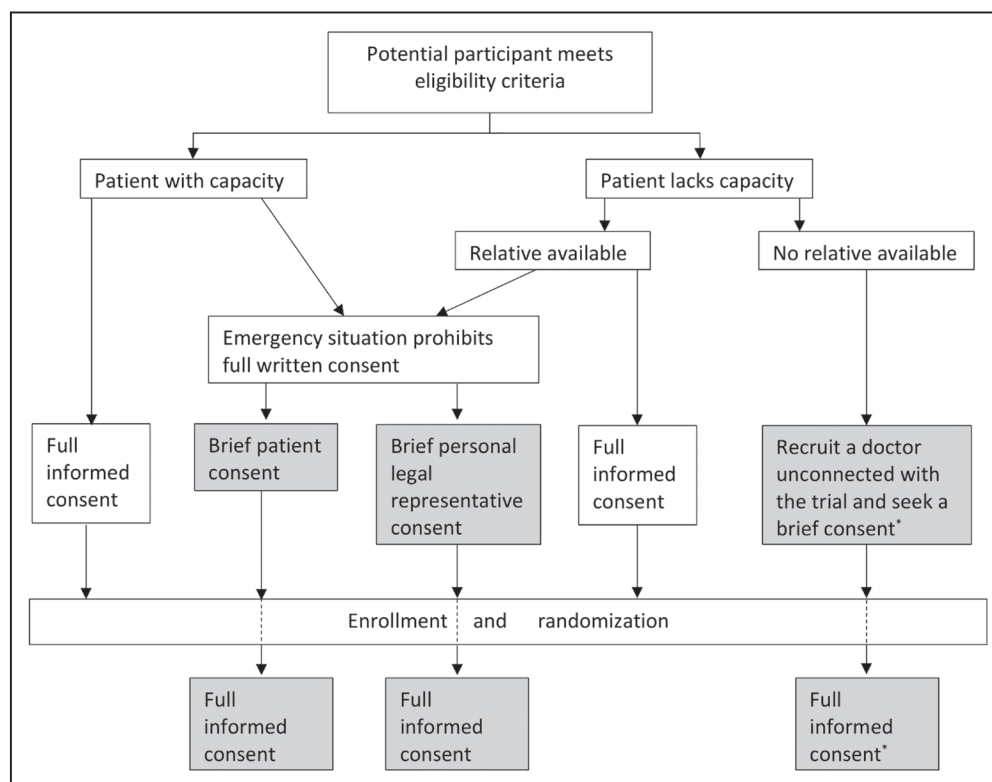 Potential participant meets
eligibility criteria
Patient with capacity
Patient lacks capacity
Relative available
No relative available
Emergency situation prohibits
full written consent
Full
informed
consent
Brief patient
consent
Brief personal
legal
representative
consent
Full
informed
consent
Recruit a doctor
unconnected with
the trial and seek a
brief consent*
Enrollment and randomization
Full
informed
consent
Full
informed
consent
Full
informed
consent*